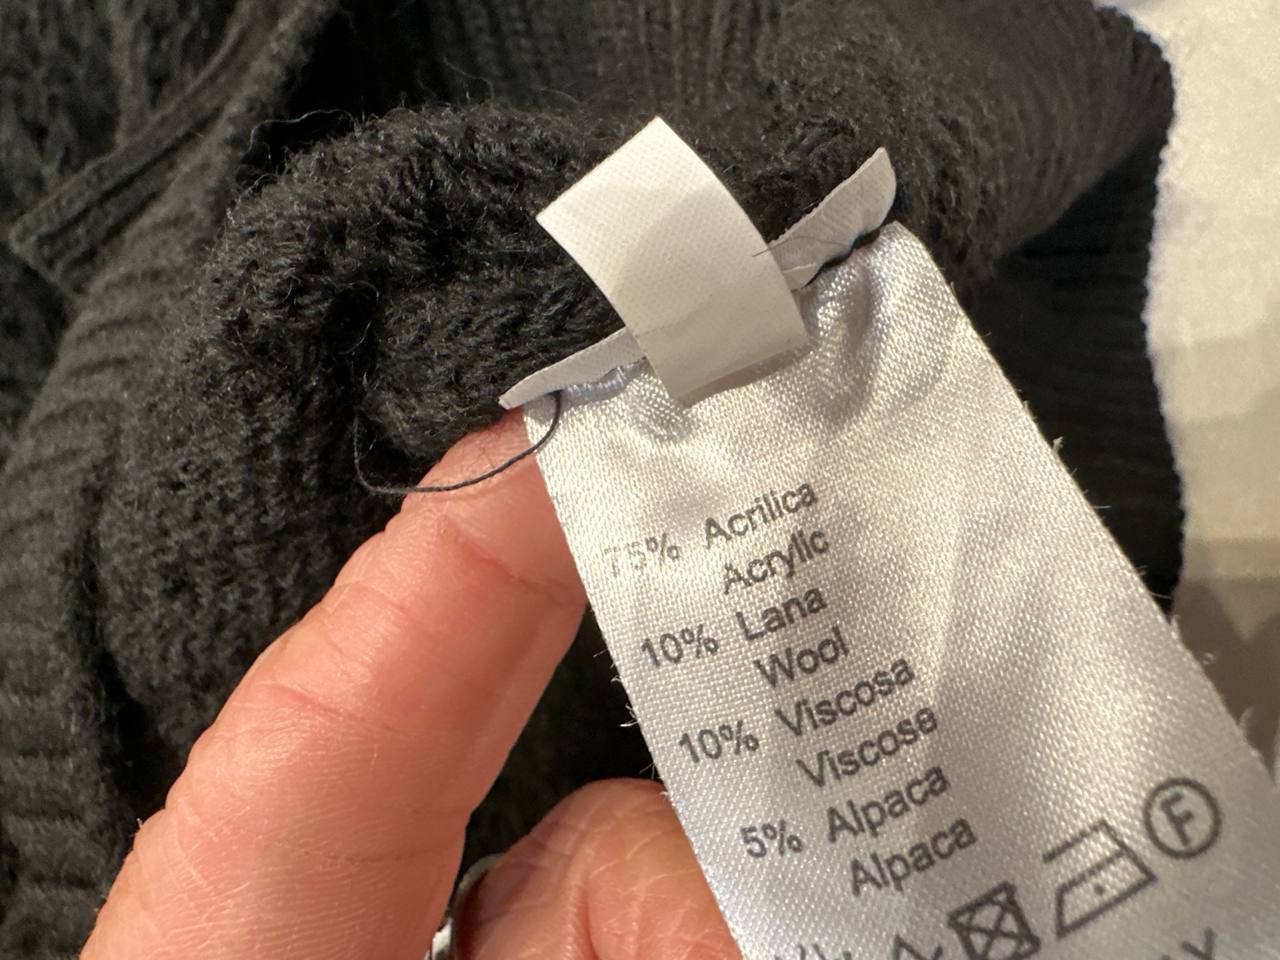 75% Acrilica
Acrylic
10% Lana
Wool
10% Viscosa
Viscose
5% Alpaca
Alpaca
F